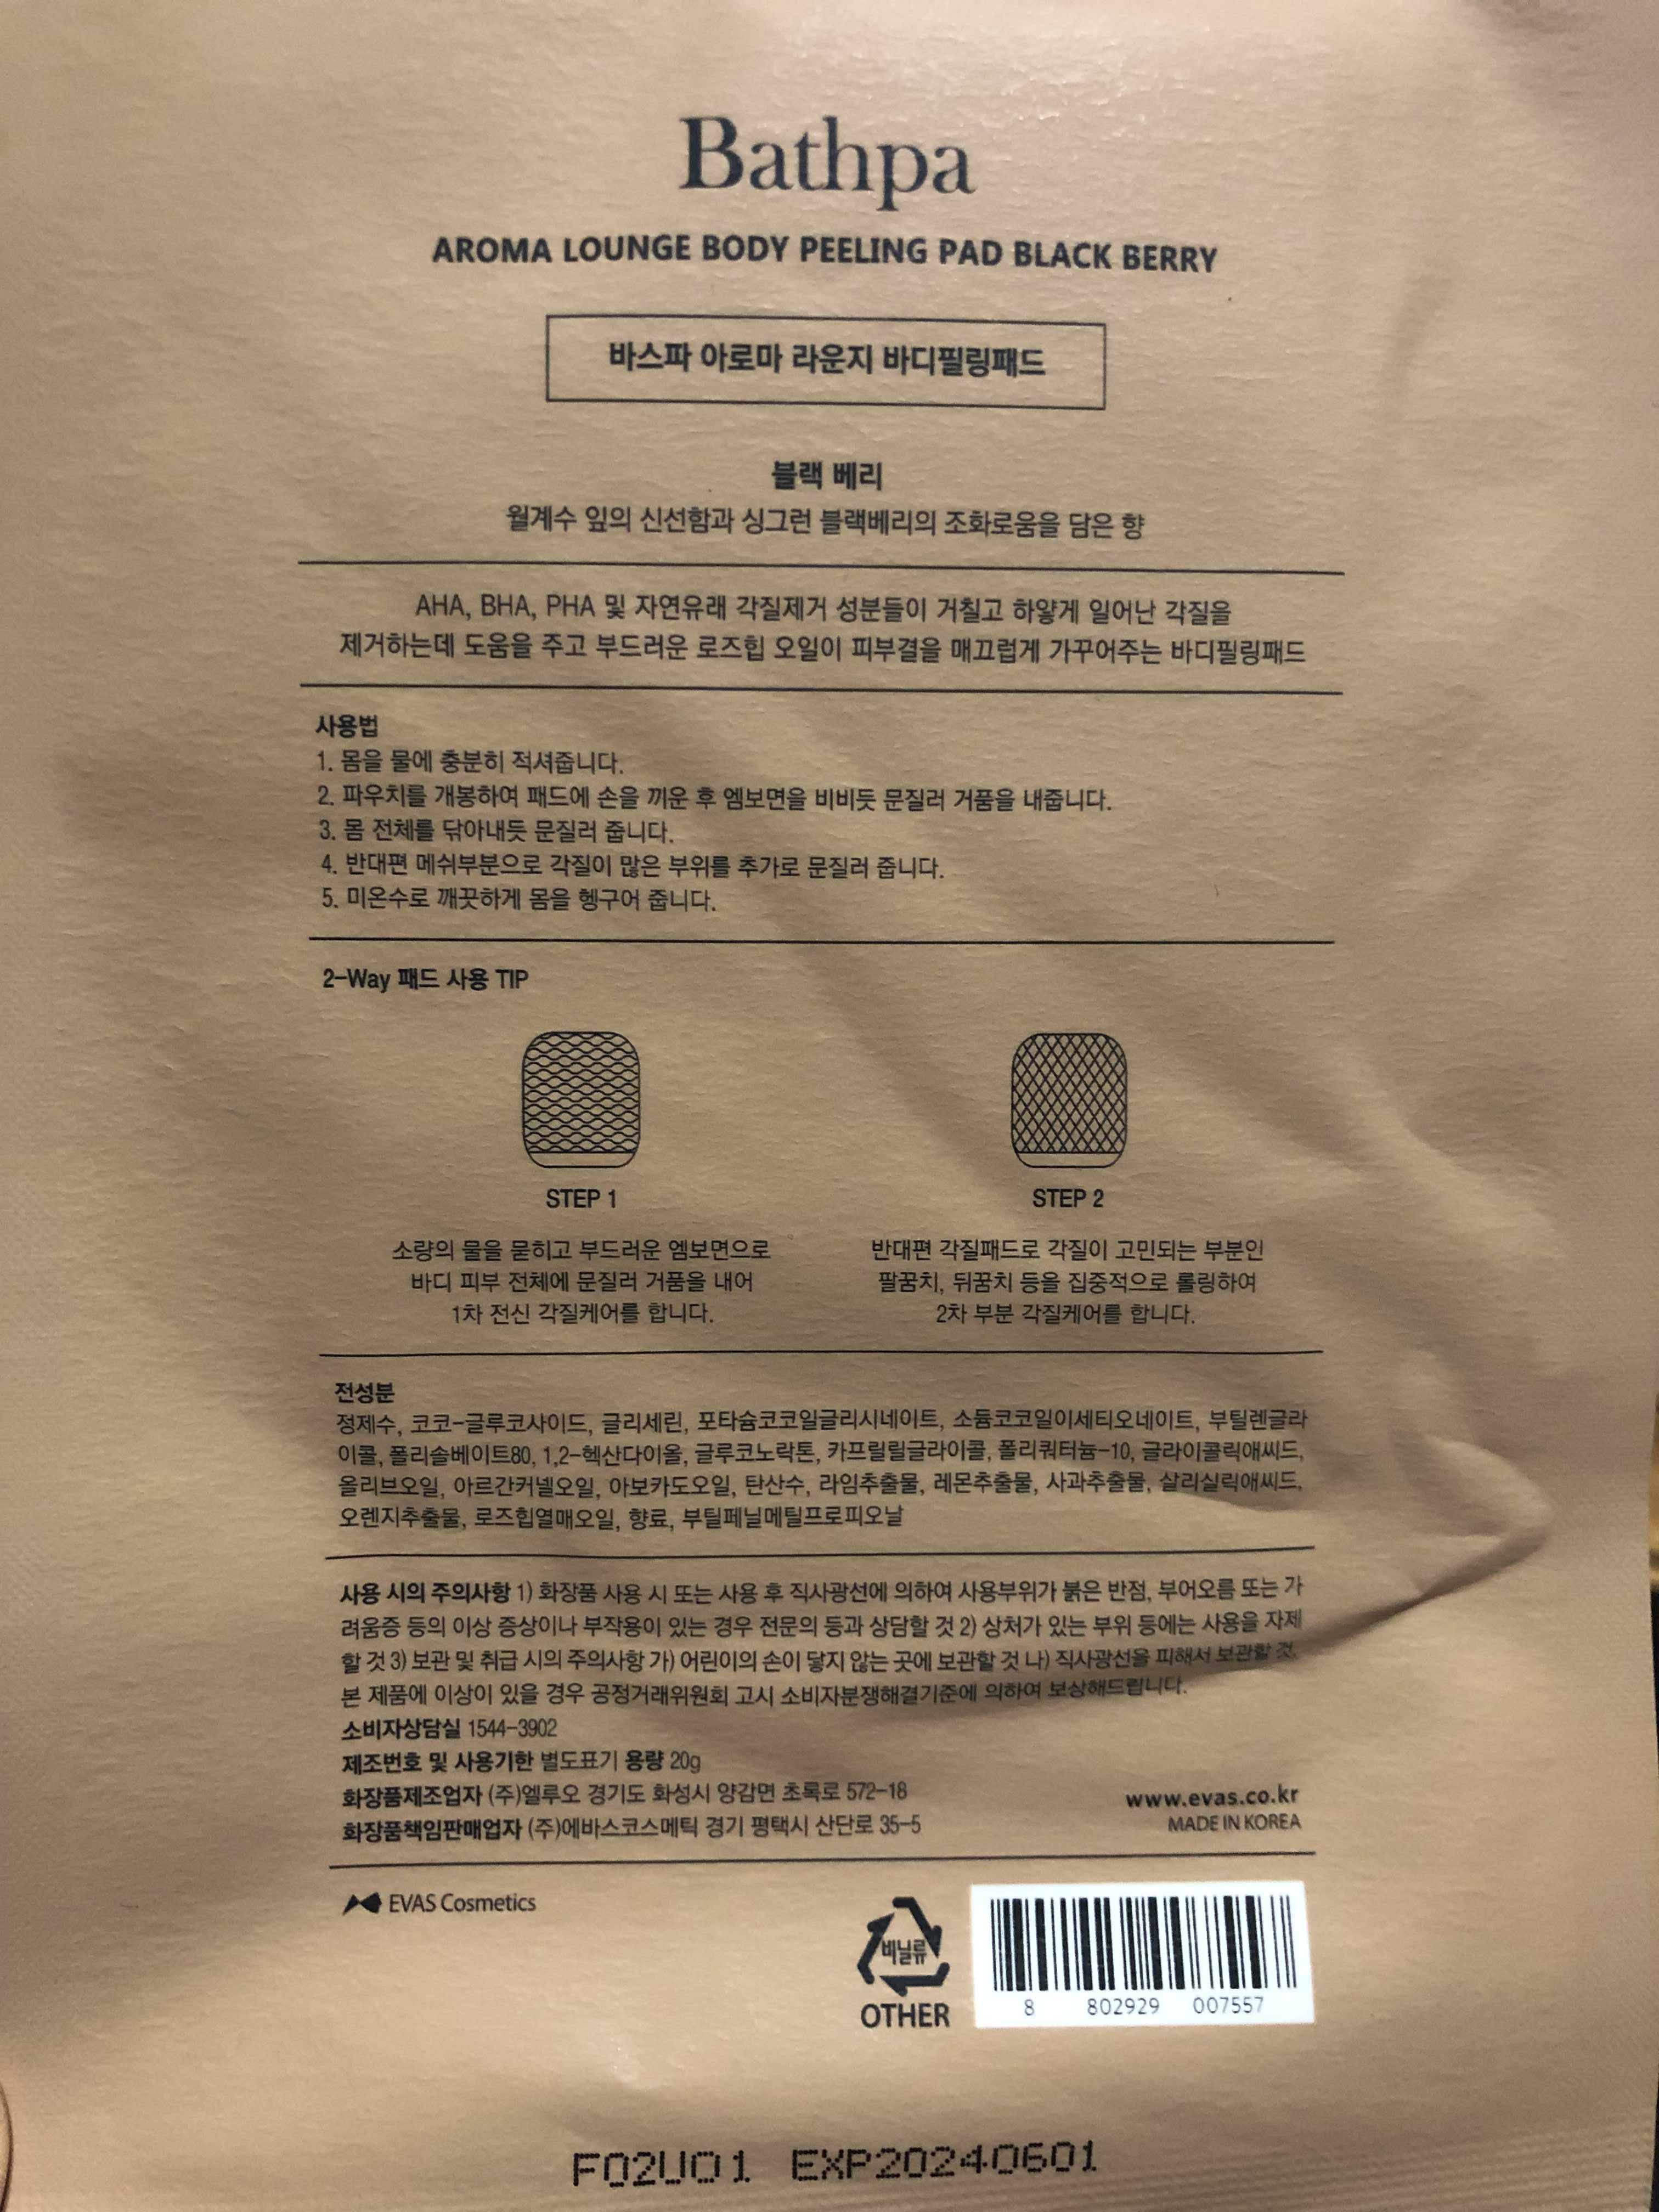 Bathpa
AROMA LOUNGE BODY PEELING PAD BLACK BERRY
바스파 아로마 라운지 바디필링패드
블랙 베리
월계수 잎의 신선함과 싱그런 블랙베리의 조화로움을 담은 향
AHA, BHA, PHA 및 자연유래 각질제거 성분들이 거칠고 하얗게 일어난 각질을
제거하는데 도움을 주고 부드러운 로즈힙 오일이 피부결을 매끄럽게 가꾸어주는 바디필링패드
사용법
1. 몸을 물에 충분히 적셔줍니다.
2. 파우치를 개봉하여 패드에 손을 끼운 후 엠보면을 비비듯 문질러 거품을 내줍니다.
3. 몸 전체를 닦아내듯 문질러 줍니다.
4. 반대편 메쉬부분으로 각질이 많은 부위를 추가로 문질러 줍니다.
5. 미온수로 깨끗하게 몸을 헹구어 줍니다.
2-Way 패드 사용 TIP
STEP 1
소량의 물을 묻히고 부드러운 엠보면으로
바디 피부 전체에 문질러 거품을 내어
1차 전신 각질케어를 합니다.
STEP 2
반대편 각질패드로 각질이 고민되는 부분인
팔꿈치, 뒤꿈치 등을 집중적으로 롤링하여
2차 부분 각질케어를 합니다.
전성분
정제수, 코코-글루코사이드, 글리세린, 포타슘코코일글리시네이트, 소듐코코일이세티오네이트, 부틸렌글라
이콜, 폴리솔베이트80, 1,2-헥산다이올, 글루코노락톤, 카프릴릴글라이콜, 폴리쿼터늄-10, 글라이콜릭애씨드,
올리브오일, 아르간커넬오일, 아보카도오일, 탄산수, 라임추출물, 레몬추출물, 사과추출물, 살리실릭애씨드,
오렌지추출물, 로즈힙열매오일, 향료, 부틸페닐메틸프로피오날
사용 시의 주의사항 1) 화장품 사용 시 또는 사용 후 직사광선에 의하여 사용부위가 붉은 반점, 부어오름 또는 가
려움증 등의 이상 증상이나 부작용이 있는 경우 전문의 등과 상담할 것 2) 상처가 있는 부위 등에는 사용을 자제
할 것 3) 보관 및 취급 시의 주의사항 가) 어린이의 손이 닿지 않는 곳에 보관할 것 나) 직사광선을 피해서 보관할 것.
본 제품에 이상이 있을 경우 공정거래위원회 고시 소비자분쟁해결기준에 의하여 보상해드립니다.
소비자상담실 1544-3902
제조번호 및 사용기한 별도표기 용량 20g
화장품제조업자 (주)엘루오 경기도 화성시 양감면 초록로 572-18
화장품책임판매업자 (주)에바스코스메틱 경기 평택시 산단로 35-5
www.evas.co.kr
MADE IN KOREA
EVAS Cosmetics
비닐류
OTHER
8 802929 007557
F02U01 EXP20240601